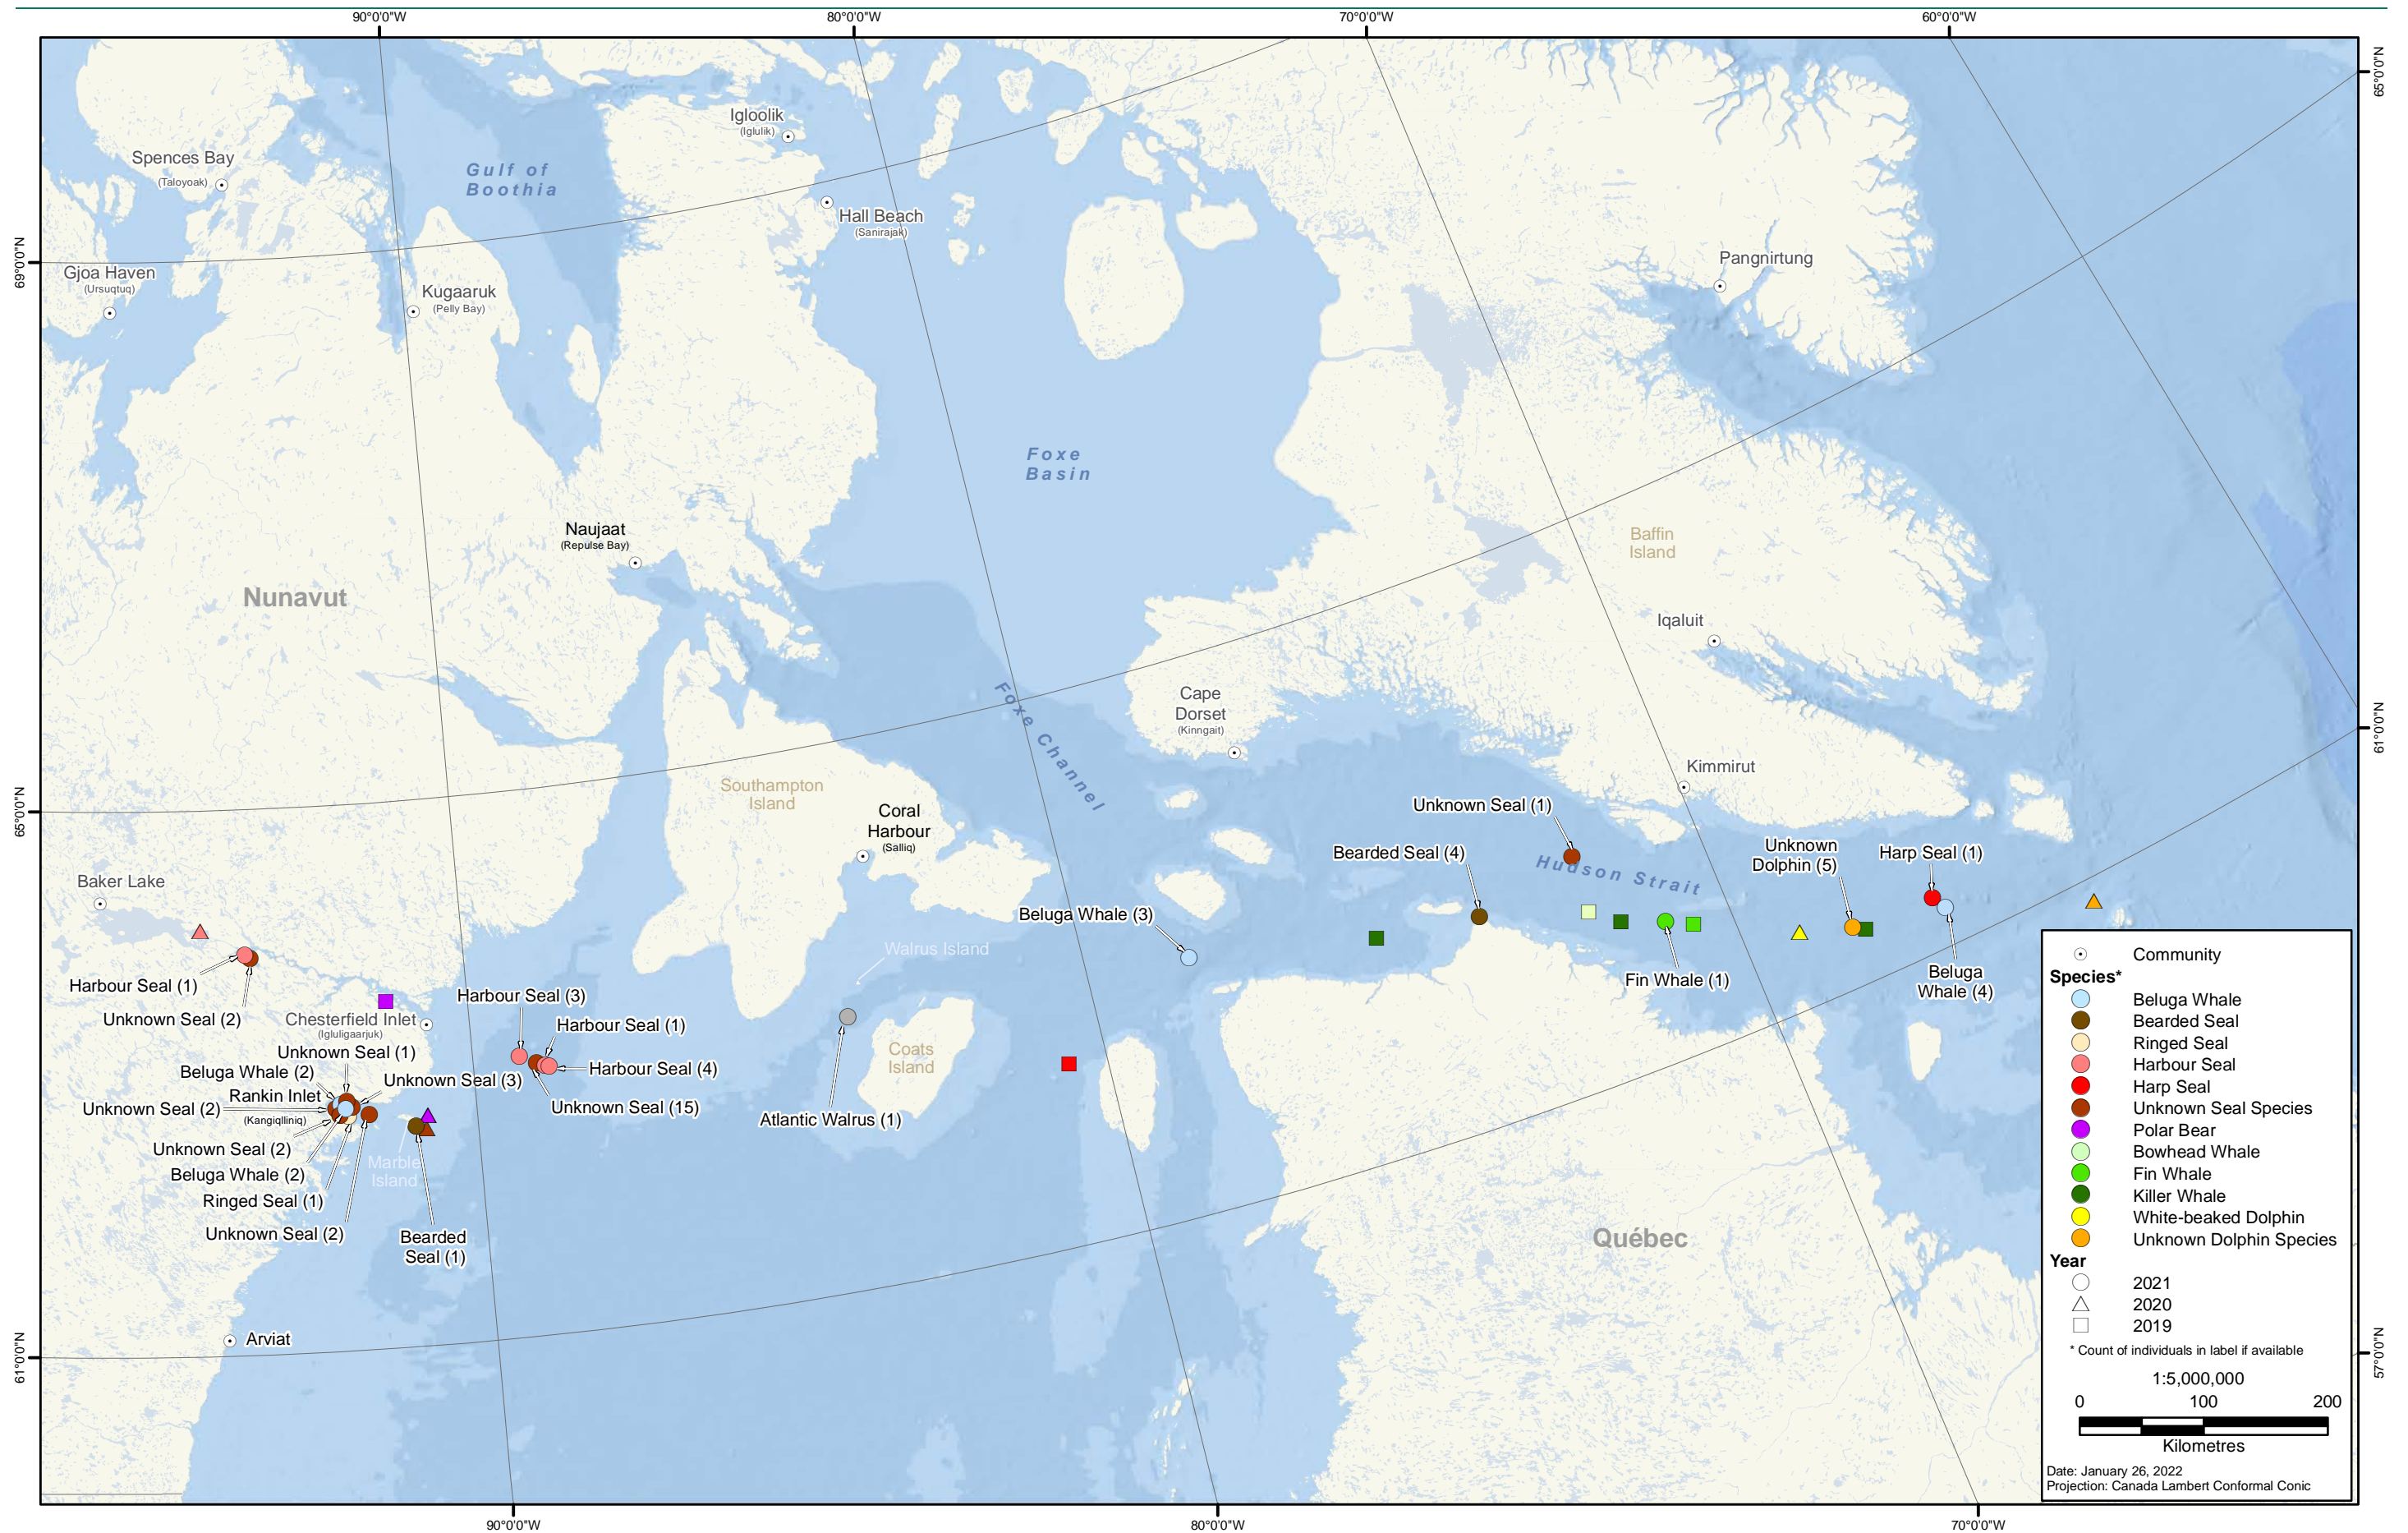 90°0'0"W
80°0'0"W
70°0'0"W
60°0'0"W
65°0'0"N
69°0'0"N
61°0'0"N
65°0'0"N
61°0'0"N
57°0'0"N
Igloolik
(Iglulik)
Spences Bay
(Taloyoak)
Gulf of
Boothia
Hall Beach
(Sanirajak)
Gjoa Haven
(Ursuqtuq)
Kugaaruk
(Pelly Bay)
Pangnirtung
Foxe
Basin
Naujaat
(Repulse Bay)
Baffin
Island
Nunavut
Iqaluit
Cape
Dorset
(Kinngait)
Foxe Channel
Kimmirut
Southampton
Island
Coral
Harbour
(Salliq)
Unknown Seal (1)
Bearded Seal (4)
Hudson Strait
Unknown
Dolphin (5)
Harp Seal (1)
Baker Lake
Beluga Whale (3)
Walrus Island
Fin Whale (1)
Beluga
Whale (4)
Harbour Seal (1)
Unknown Seal (2)
Chesterfield Inlet
(Igluligaarjuk)
Harbour Seal (3)
Harbour Seal (1)
Harbour Seal (4)
Unknown Seal (15)
Unknown Seal (1)
Beluga Whale (2)
Unknown Seal (3)
Rankin Inlet
(Kangiqlliniq)
Unknown Seal (2)
Unknown Seal (2)
Beluga Whale (2)
Ringed Seal (1)
Unknown Seal (2)
Marble
Island
Bearded
Seal (1)
Atlantic Walrus (1)
Coats
Island
Québec
Arviat
Community
Species*
Beluga Whale
Bearded Seal
Ringed Seal
Harbour Seal
Harp Seal
Unknown Seal Species
Polar Bear
Bowhead Whale
Fin Whale
Killer Whale
White-beaked Dolphin
Unknown Dolphin Species
Year
2021
2020
2019
* Count of individuals in label if available
1:5,000,000
0 100 200
Kilometres
Date: January 26, 2022
Projection: Canada Lambert Conformal Conic
90°0'0"W
80°0'0"W
70°0'0"W